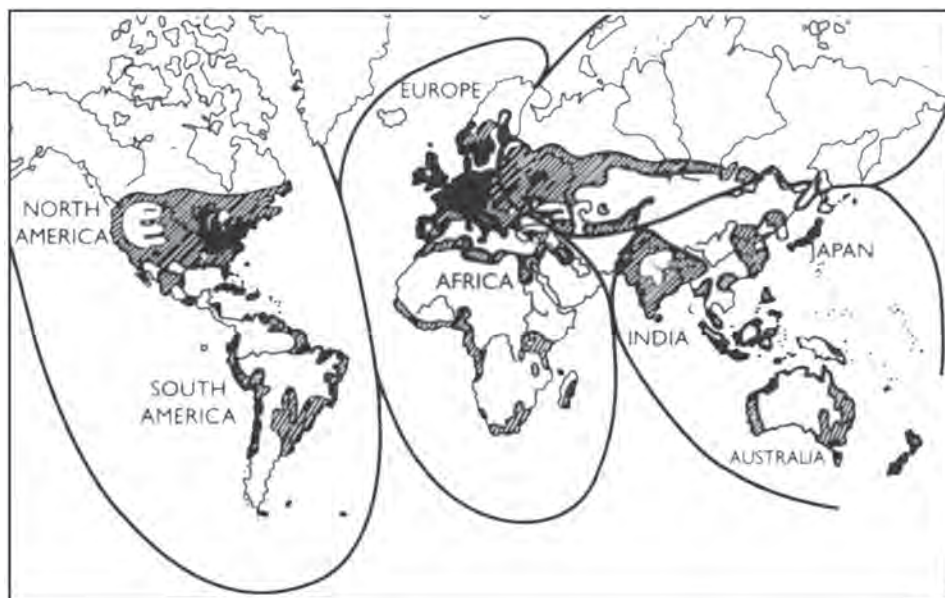 EUROPE
NORTH
AMERICA
JAPAN
AFRICA
INDIA
SOUTH
AMERICA
AUSTRALIA